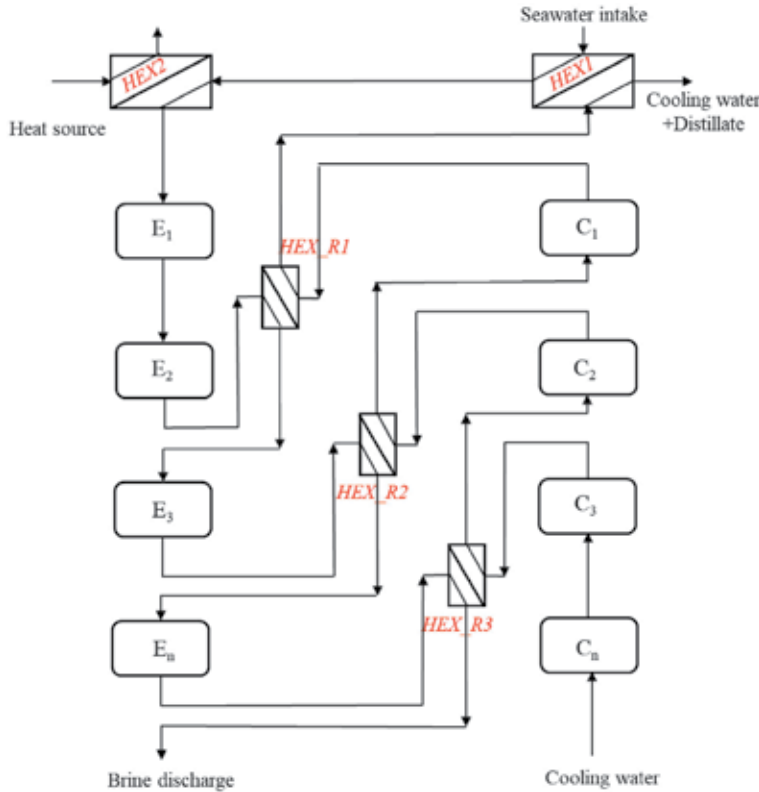 Seawater intake
HEX2
HEX1
Heat source
Cooling water
+Distillate
E₁
C₁
HEX_R1
E₂
C₂
HEX_R2
E₃
C₃
HEX_R3
Eₙ
Cₙ
Brine discharge
Cooling water